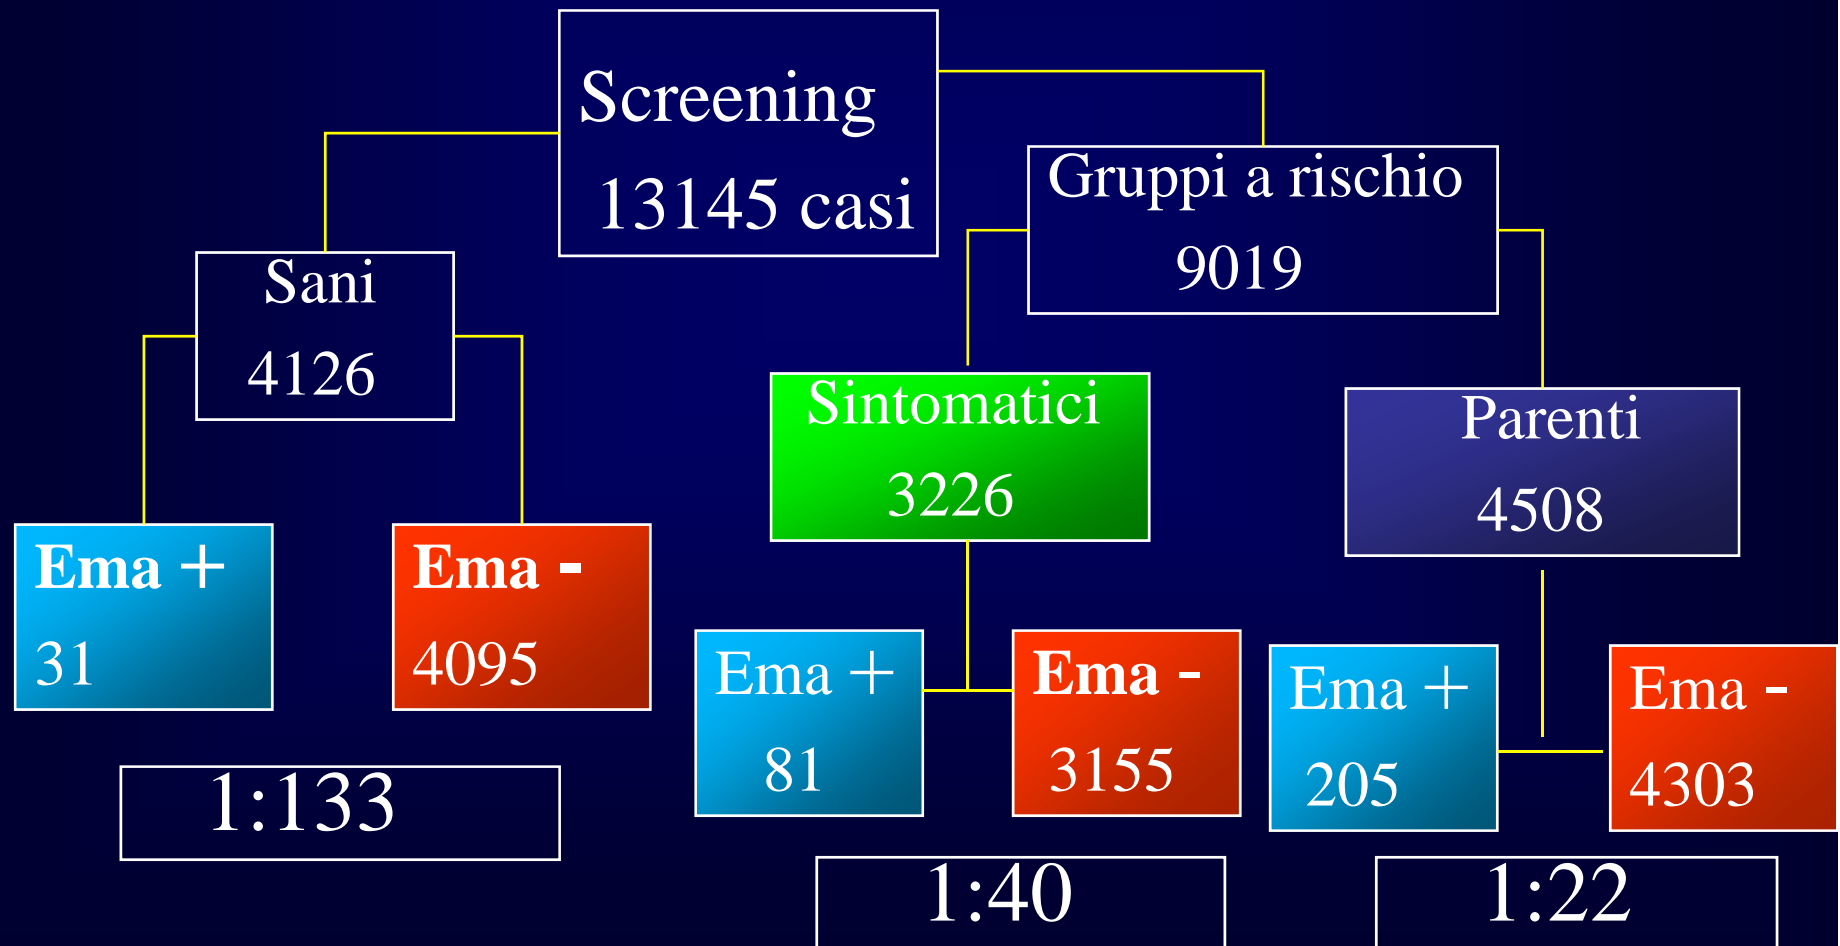 Screening
13145 casi
Gruppi a rischio
9019
Sani
4126
Sintomatici
3226
Parenti
4508
Ema +
31
Ema -
4095
Ema +
81
Ema -
3155
Ema +
205
Ema -
4303
1:133
1:40
1:22